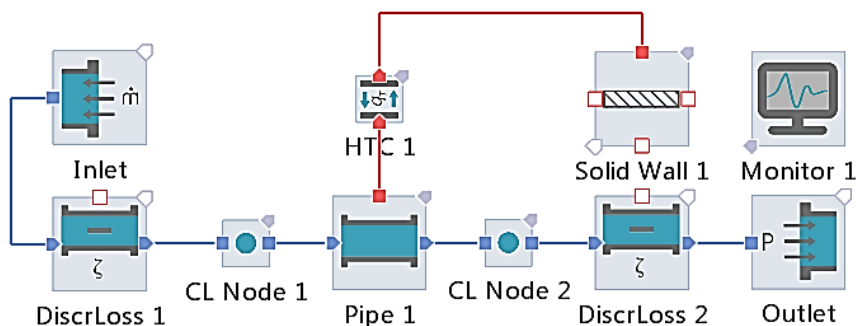 ṁ
Inlet
HTC 1
Solid Wall 1
Monitor 1
ζ
DiscrLoss 1
CL Node 1
Pipe 1
CL Node 2
ζ
DiscrLoss 2
P
Outlet